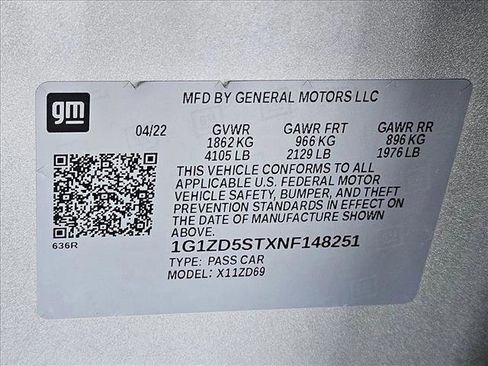 gm
MFD BY GENERAL MOTORS LLC
04/22 GVWR GAWR FRT GAWR RR
1862 KG 966 KG 896 KG
4105 LB 2129 LB 1976 LB
THIS VEHICLE CONFORMS TO ALL
APPLICABLE U.S. FEDERAL MOTOR
VEHICLE SAFETY, BUMPER, AND THEFT
PREVENTION STANDARDS IN EFFECT ON
THE DATE OF MANUFACTURE SHOWN
ABOVE.
636R
1G1ZD5STXNF148251
TYPE: PASS CAR
MODEL: X11ZD69